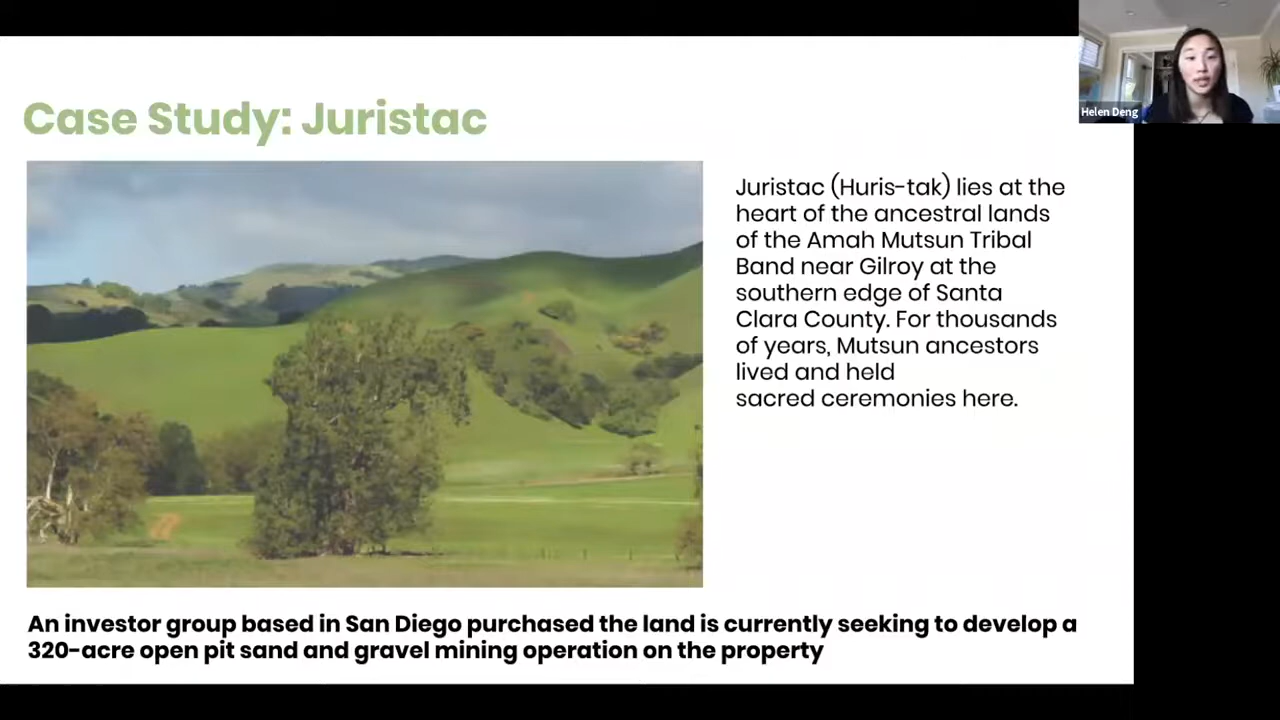 Case Study: Juristac
Helen Deng
Juristac (Huris-tak) lies at the
heart of the ancestral lands
of the Amah Mutsun Tribal
Band near Gilroy at the
southern edge of Santa
Clara County. For thousands
of years, Mutsun ancestors
lived and held
sacred ceremonies here.
An investor group based in San Diego purchased the land is currently seeking to develop a
320-acre open pit sand and gravel mining operation on the property